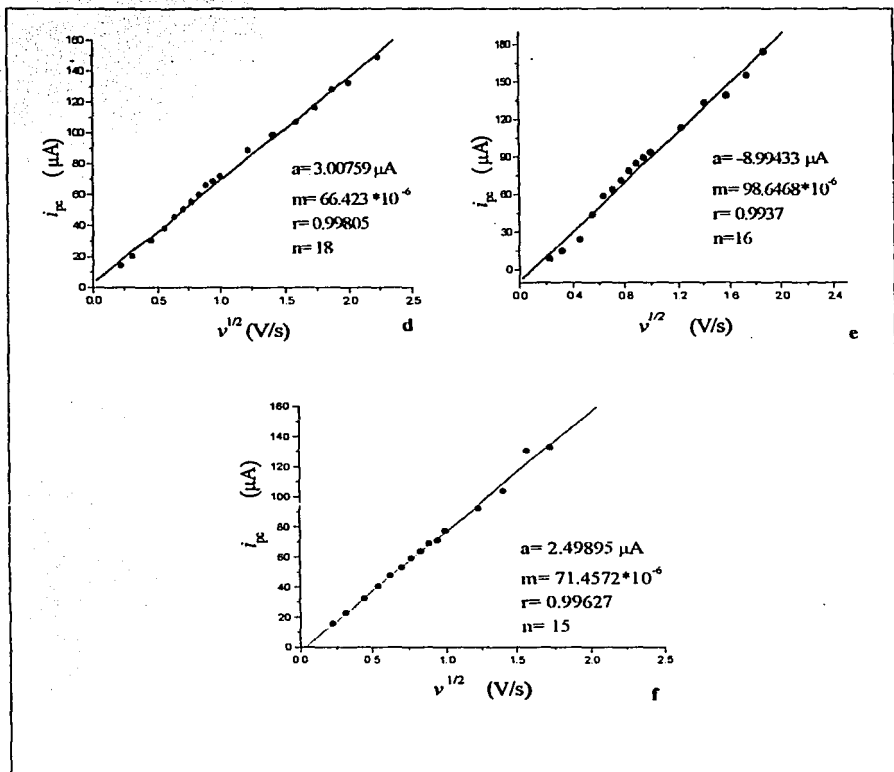 160
140
120
100
80
60
40
20
0
0.0 0.5 1.0 1.5 2.0 2.5
i pc (μA)
a= 3.00759 μA
m= 66.423 *10⁻⁶
r= 0.99805
n= 18
ν 1/2 (V/s)
d
180
150
120
90
60
30
0
0.0 0.4 0.8 1.2 1.6 2.0 2.4
i pc (μA)
a= -8.99433 μA
m= 98.6468*10⁻⁶
r= 0.9937
n=16
ν 1/2 (V/s)
e
160
140
120
100
80
60
40
20
0
0.0 0.5 1.0 1.5 2.0 2.5
i pc (μA)
a= 2.49895 μA
m= 71.4572*10⁻⁶
r= 0.99627
n= 15
ν 1/2 (V/s)
f